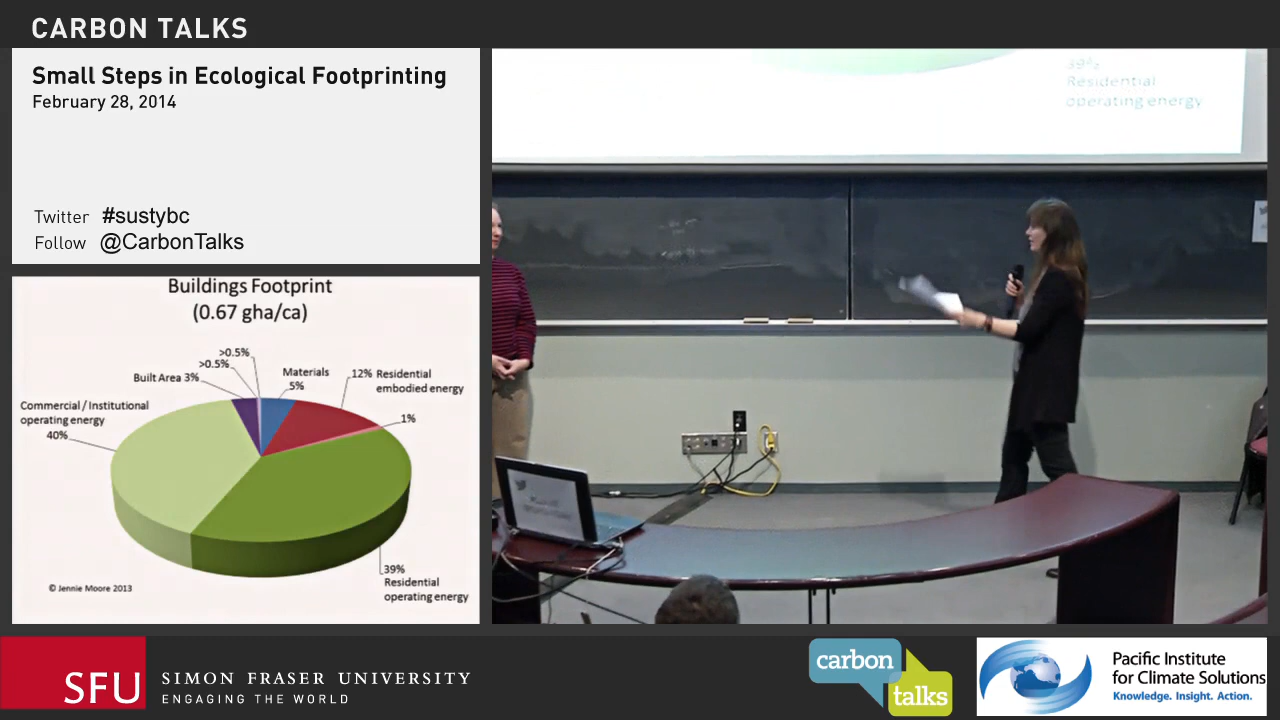 CARBON TALKS
Small Steps in Ecological Footprinting
February 28, 2014
Twitter #sustybc
Follow @CarbonTalks
Buildings Footprint
(0.67 gha/ca)
>0.5%
>0.5%
Built Area 3%
Materials
5%
12% Residential
embodied energy
Commercial / Institutional
operating energy
40%
1%
39%
Residential
operating energy
© Jennie Moore 2013
39%
Residential
operating energy
SFU
SIMON FRASER UNIVERSITY
ENGAGING THE WORLD
carbon
talks
Pacific Institute
for Climate Solutions
Knowledge. Insight. Action.